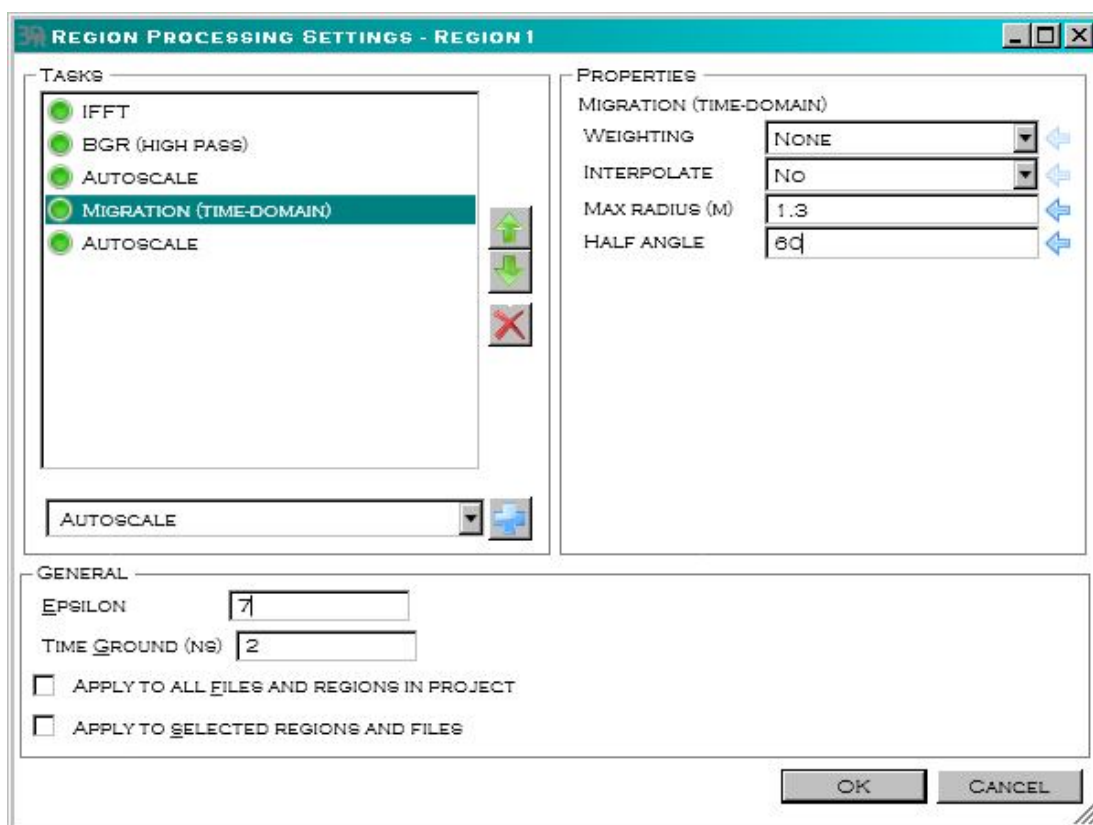 Region Processing Settings - Region 1
Tasks
IFFT
BGR (high pass)
Autoscale
Migration (time-domain)
Autoscale
Autoscale
Properties
Migration (time-domain)
Weighting None
Interpolate No
Max radius (m) 1.3
Half angle 60
General
Epsilon 7
Time Ground (ns) 2
Apply to all files and regions in project
Apply to selected regions and files
OK Cancel